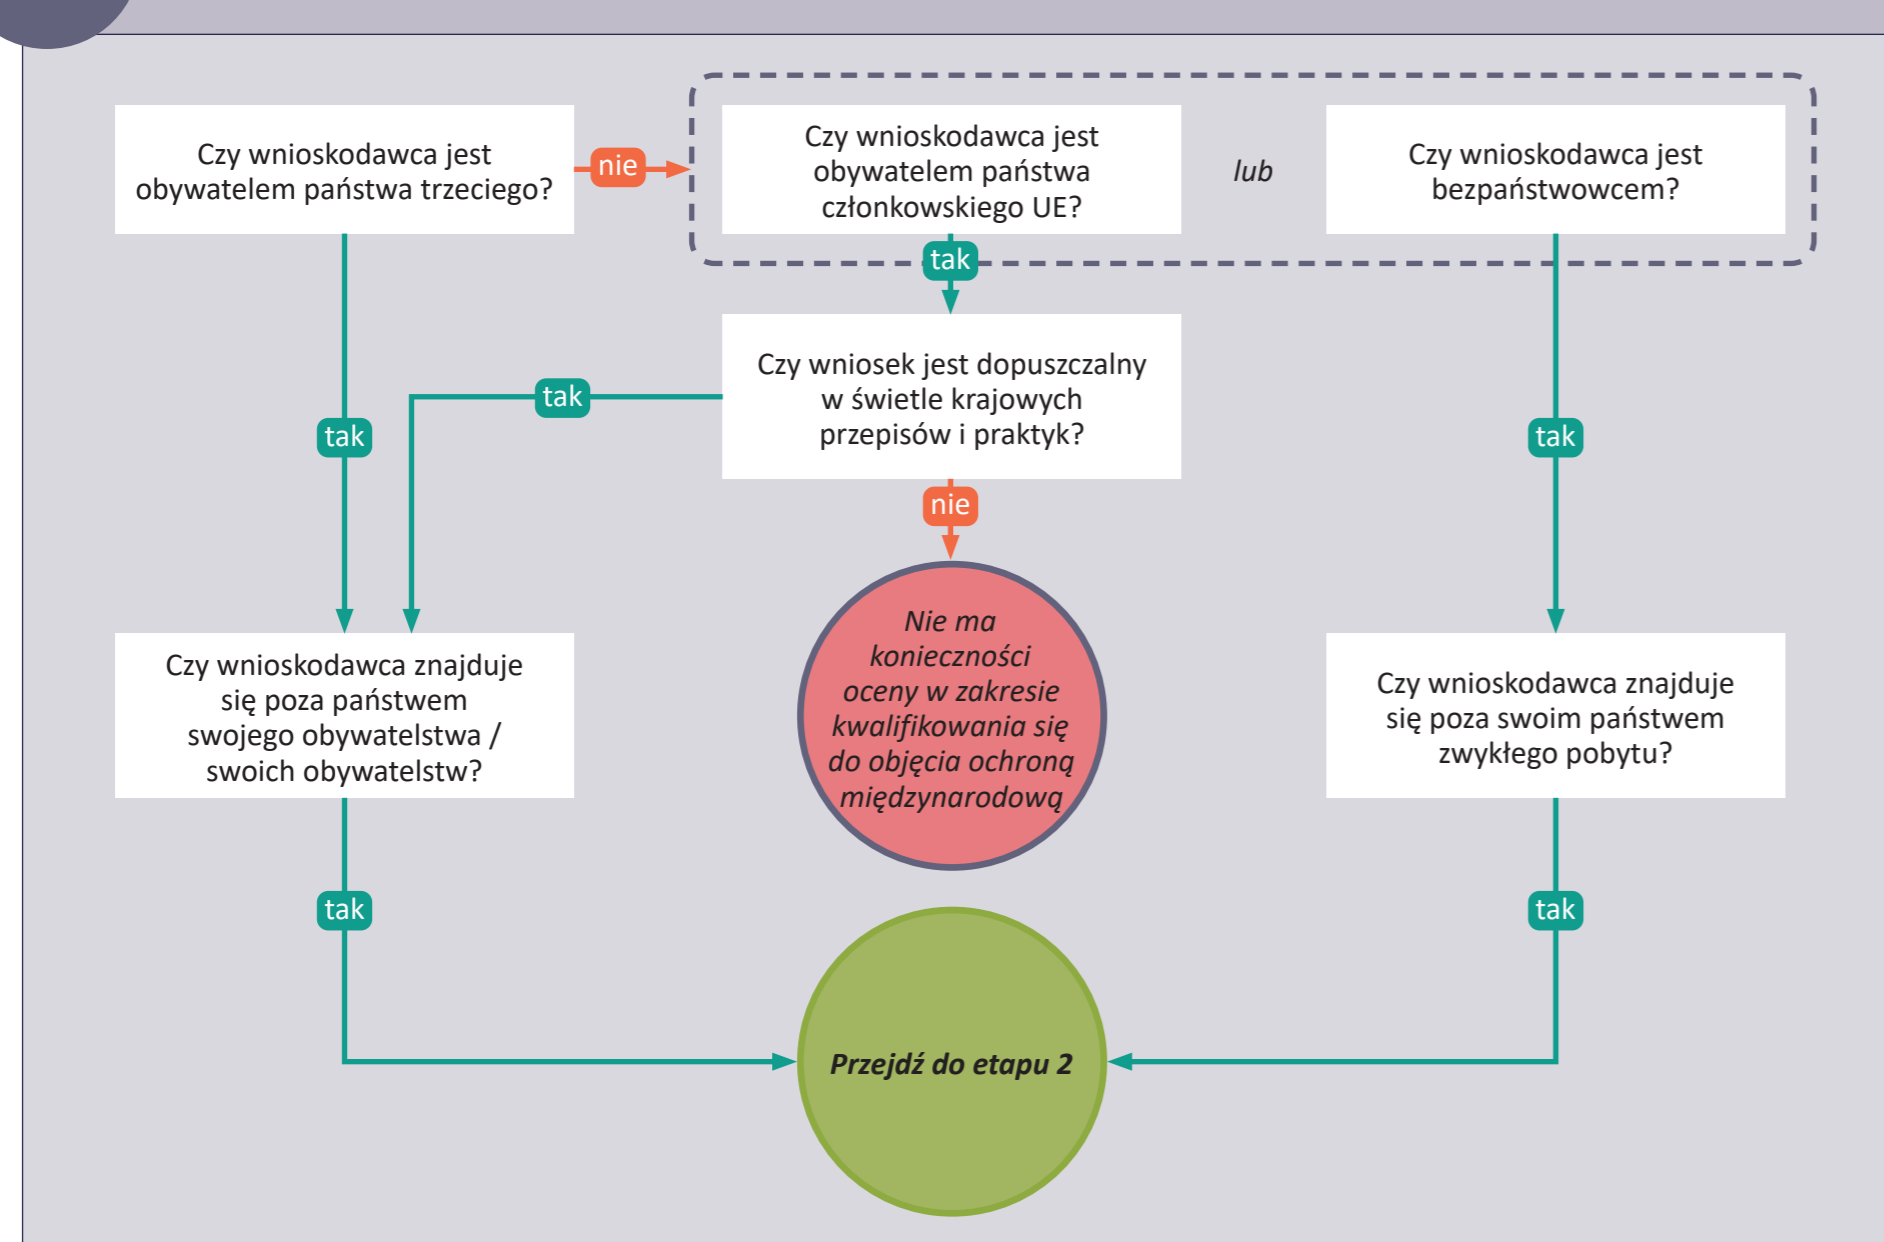 Czy wnioskodawca jest
obywatelem państwa trzeciego?
nie
Czy wnioskodawca jest
obywatelem państwa
członkowskiego UE?
lub
Czy wnioskodawca jest
bezpaństwowcem?
tak
Czy wniosek jest dopuszczalny
w świetle krajowych
przepisów i praktyk?
tak
tak
tak
nie
Nie ma
konieczności
oceny w zakresie
kwalifikowania się
do objęcia ochroną
międzynarodową
Czy wnioskodawca znajduje
się poza państwem
swojego obywatelstwa /
swoich obywatelstw?
Czy wnioskodawca znajduje
się poza swoim państwem
zwykłego pobytu?
tak
tak
Przejdź do etapu 2